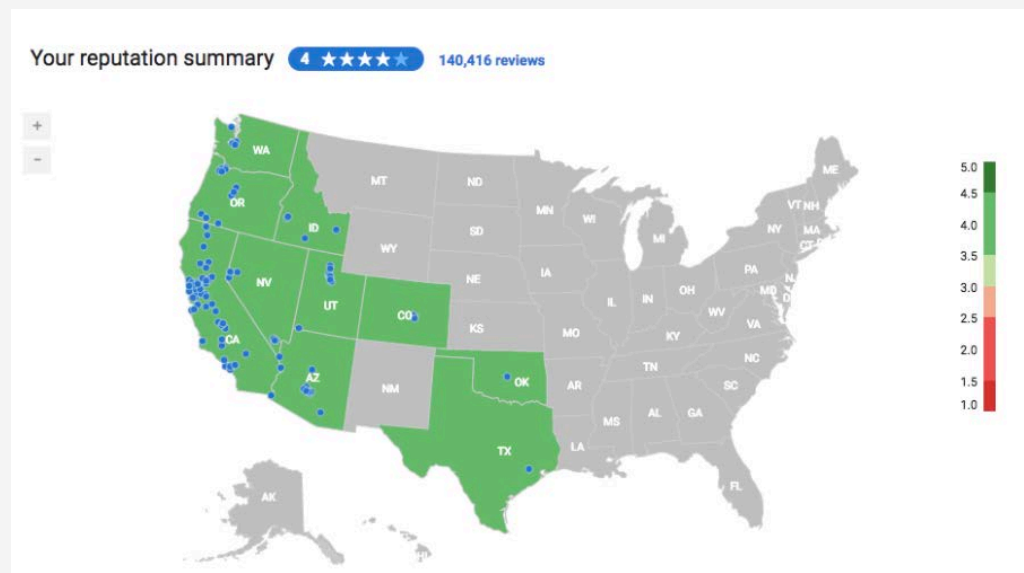 Your reputation summary 4 140,416 reviews
+
−
WA
MT
ND
ME
OR
ID
MN
VT NH
WI
SD
NY
MA
MI
CT
WY
PA
NV
NE
IA
OH
UT
IL
IN
MD
CO
WV
KS
MO
VA
KY
CA
NC
TN
AZ
OK
NM
AR
SC
MS
AL
GA
TX
LA
FL
AK
5.0
4.5
4.0
3.5
3.0
2.5
2.0
1.5
1.0